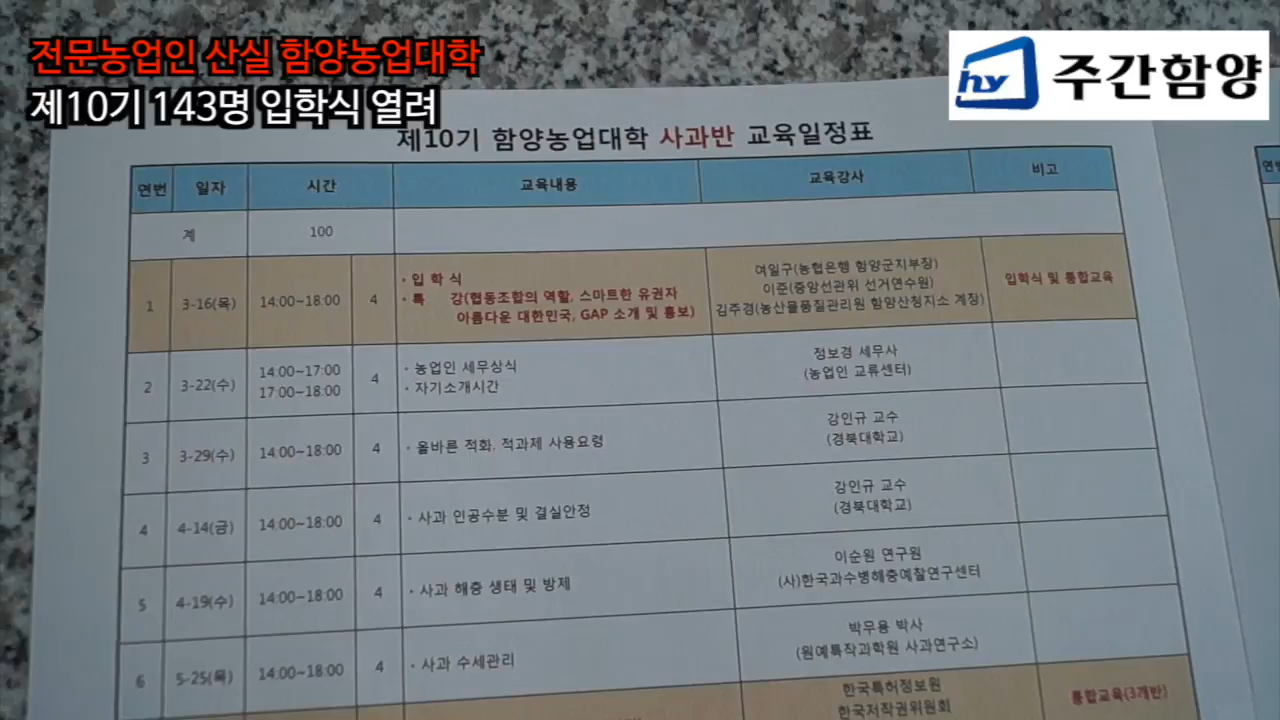 전문농업인 산실 함양농업대학
제10기 143명 입학식 열려
hy 주간함양
제10기 함양농업대학 사과반 교육일정표
연번 일자 시간 교육내용 교육강사 비고
계 100
1 3-16(목) 14:00~18:00 4
• 입 학 식
• 특 강(협동조합의 역할, 스마트한 유권자
아름다운 대한민국, GAP 소개 및 홍보)
여일구(농협은행 함양군지부장)
이준(중앙선관위 선거연수원)
김주경(농산물품질관리원 함양산청지소 계장)
입학식 및 통합교육
2 3-22(수)
14:00~17:00
17:00~18:00
4
• 농업인 세무상식
• 자기소개시간
정보경 세무사
(농업인 교류센터)
3 3-29(수) 14:00~18:00 4 • 올바른 적화, 적과제 사용요령
강인규 교수
(경북대학교)
4 4-14(금) 14:00~18:00 4 • 사과 인공수분 및 결실안정
강인규 교수
(경북대학교)
5 4-19(수) 14:00~18:00 4 • 사과 해충 생태 및 방제
이순원 연구원
(사)한국과수병해충예찰연구센터
6 5-25(목) 14:00~18:00 4 • 사과 수세관리
박무용 박사
(원예특작과학원 사과연구소)
한국특허정보원
한국저작권위원회
통합교육(3개반)